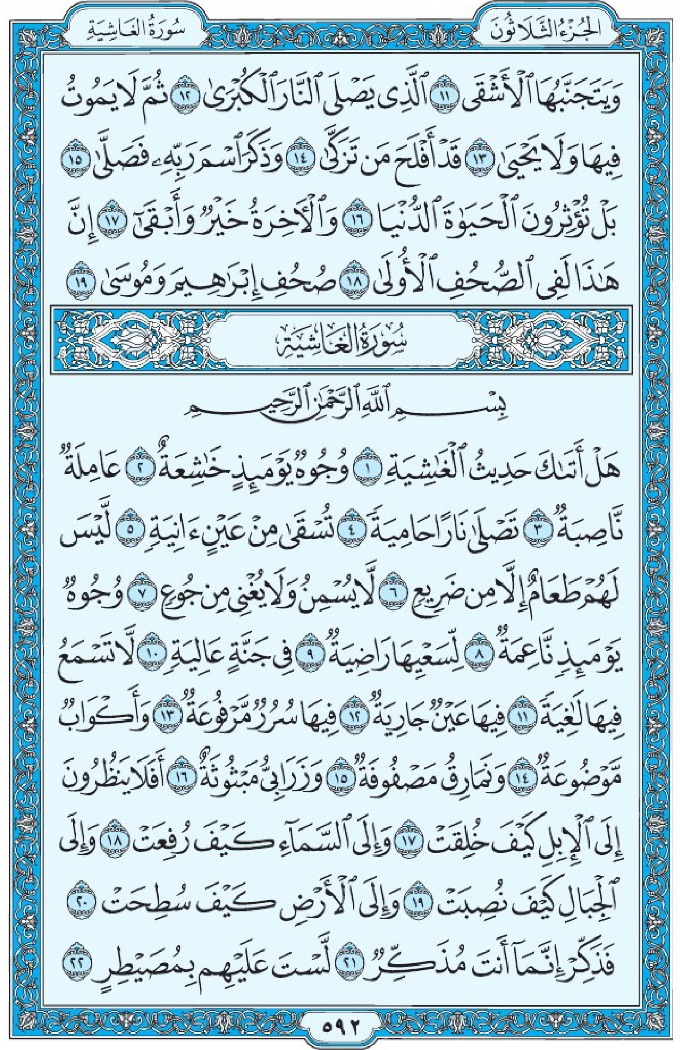 الجُزْءُ الثَّلَاثُونَ
سُورَةُ الغَاشِيَةِ
وَيَتَجَنَّبُهَا ٱلْأَشْقَى ١١ ٱلَّذِى يَصْلَى ٱلنَّارَ ٱلْكُبْرَىٰ ١٢ ثُمَّ لَا يَمُوتُ
فِيهَا وَلَا يَحْيَىٰ ١٣ قَدْ أَفْلَحَ مَن تَزَكَّىٰ ١٤ وَذَكَرَ ٱسْمَ رَبِّهِۦ فَصَلَّىٰ ١٥
بَلْ تُؤْثِرُونَ ٱلْحَيَوٰةَ ٱلدُّنْيَا ١٦ وَٱلْآخِرَةُ خَيْرٌ وَأَبْقَىٰٓ ١٧ إِنَّ
هَٰذَا لَفِى ٱلصُّحُفِ ٱلْأُولَىٰ ١٨ صُحُفِ إِبْرَٰهِيمَ وَمُوسَىٰ ١٩
سُورَةُ الغَاشِيَةِ
بِسْمِ ٱللَّهِ ٱلرَّحْمَٰنِ ٱلرَّحِيمِ
هَلْ أَتَىٰكَ حَدِيثُ ٱلْغَٰشِيَةِ ١ وُجُوهٌ يَوْمَئِذٍ خَٰشِعَةٌ ٢ عَامِلَةٌ
نَّاصِبَةٌ ٣ تَصْلَىٰ نَارًا حَامِيَةً ٤ تُسْقَىٰ مِنْ عَيْنٍ ءَانِيَةٍ ٥ لَّيْسَ
لَهُمْ طَعَامٌ إِلَّا مِن ضَرِيعٍ ٦ لَّا يُسْمِنُ وَلَا يُغْنِى مِن جُوعٍ ٧ وُجُوهٌ
يَوْمَئِذٍ نَّاعِمَةٌ ٨ لِّسَعْيِهَا رَاضِيَةٌ ٩ فِى جَنَّةٍ عَالِيَةٍ ١٠ لَّا تَسْمَعُ
فِيهَا لَٰغِيَةً ١١ فِيهَا عَيْنٌ جَارِيَةٌ ١٢ فِيهَا سُرُرٌ مَّرْفُوعَةٌ ١٣ وَأَكْوَابٌ
مَّوْضُوعَةٌ ١٤ وَنَمَارِقُ مَصْفُوفَةٌ ١٥ وَزَرَابِىُّ مَبْثُوثَةٌ ١٦ أَفَلَا يَنظُرُونَ
إِلَى ٱلْإِبِلِ كَيْفَ خُلِقَتْ ١٧ وَإِلَى ٱلسَّمَآءِ كَيْفَ رُفِعَتْ ١٨ وَإِلَى
ٱلْجِبَالِ كَيْفَ نُصِبَتْ ١٩ وَإِلَى ٱلْأَرْضِ كَيْفَ سُطِحَتْ ٢٠
فَذَكِّرْ إِنَّمَآ أَنتَ مُذَكِّرٌ ٢١ لَّسْتَ عَلَيْهِم بِمُصَيْطِرٍ ٢٢
٥٩٢